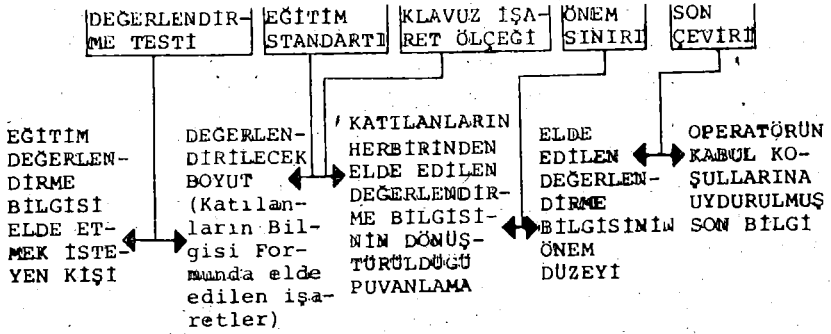 DEĞERLENDİR-
ME TESTİ
EĞİTİM
STANDARTI
KLAVUZ İŞA-
RET ÖLÇEĞİ
ÖNEM
SINIRI
SON
ÇEVİRİ
EĞİTİM
DEĞERLEN-
DİRME
BİLGİSİ
ELDE ET-
MEK İSTE-
YEN KİŞİ
DEĞERLEN-
DİRİLECEK
BOYUT
(Katılan-
ların Bil-
gisi For-
munda elde
edilen işa-
retler)
KATILANLARIN
HERBİRİNDEN
ELDE EDİLEN
DEĞERLENDİR-
ME BİLGİSİ-
NİN DÖNÜŞ-
TÜRÜLDÜĞÜ
PUVANLAMA
ELDE
EDİLEN
DEĞERLEN-
DİRME
BİLGİSİNİN
ÖNEM
DÜZEYİ
OPERATÖRÜN
KABUL KO-
ŞULLARINA
UYDURULMUŞ
SON BİLGİ